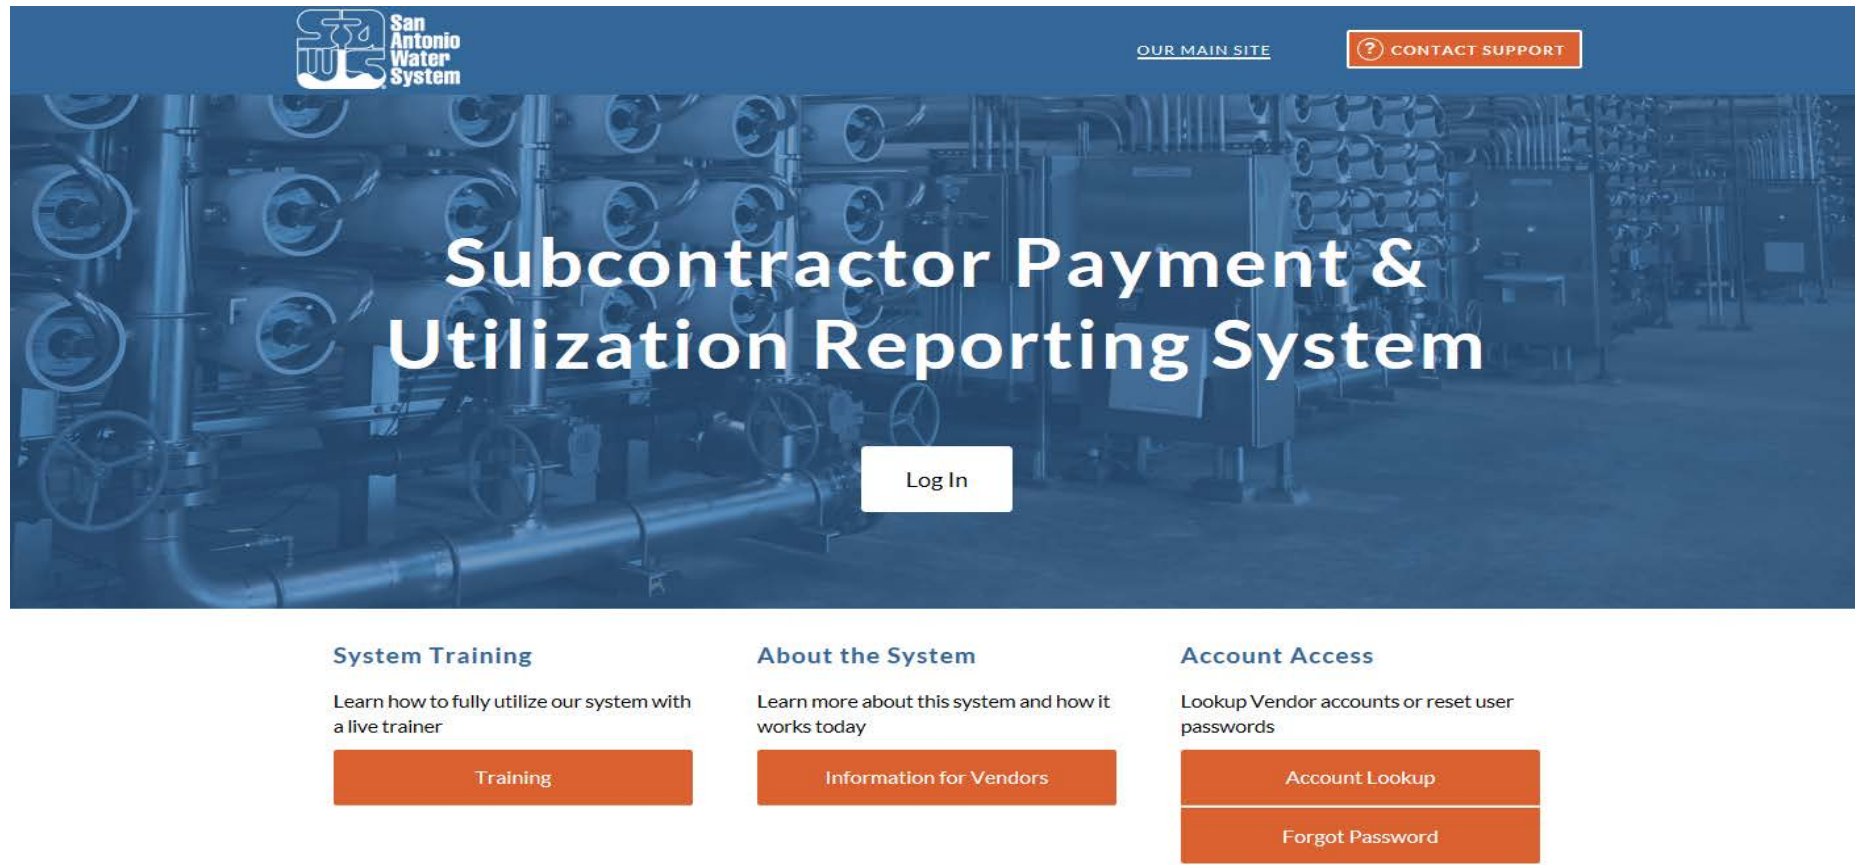 San
Antonio
Water
System
OUR MAIN SITE
? CONTACT SUPPORT
Subcontractor Payment &
Utilization Reporting System
Log In
System Training
Learn how to fully utilize our system with
a live trainer
Training
About the System
Learn more about this system and how it
works today
Information for Vendors
Account Access
Lookup Vendor accounts or reset user
passwords
Account Lookup
Forgot Password